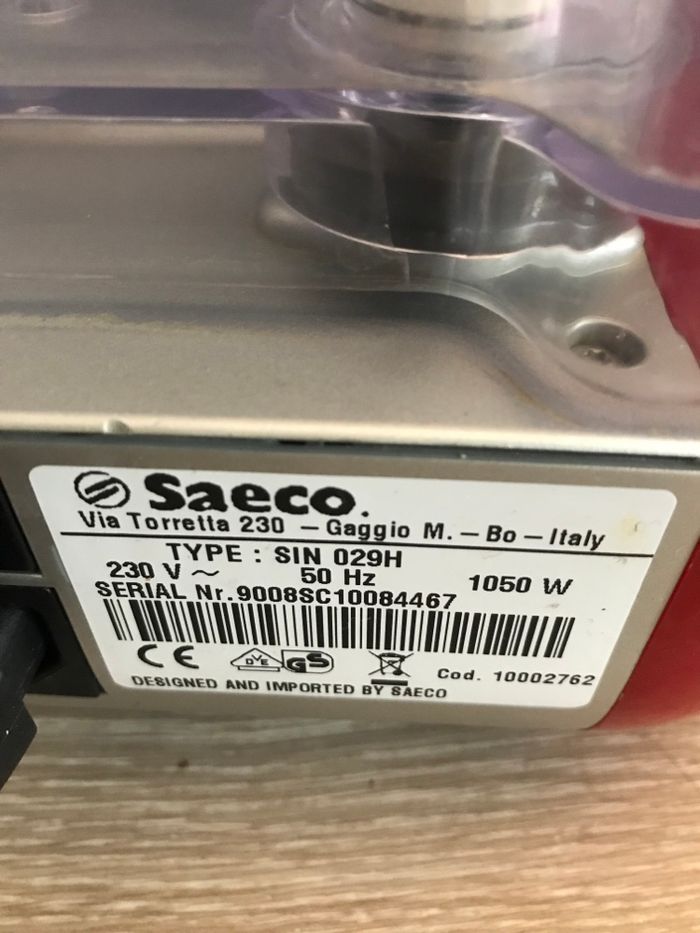 Saeco.
Via Torretta 230 – Gaggio M. – Bo – Italy
TYPE : SIN 029H
230 V ~ 50 Hz 1050 W
SERIAL Nr.9008SC10084467
CE DVE GS
Cod. 10002762
DESIGNED AND IMPORTED BY SAECO